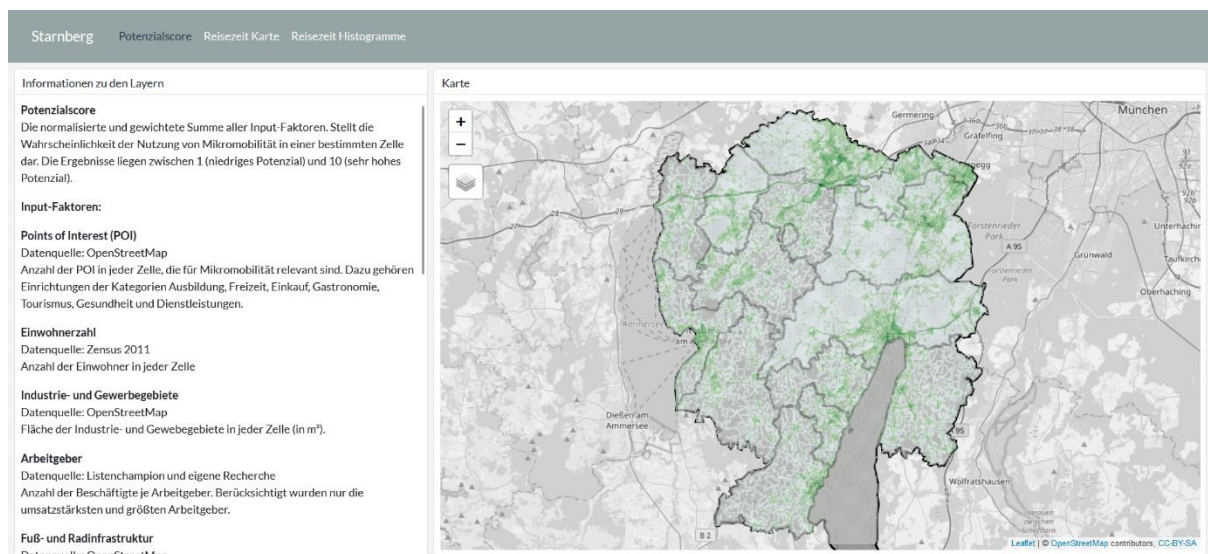 Starnberg Potenzialscore Reisezeit Karte Reisezeit Histogramme
Informationen zu den Layern
Potenzialscore
Die normalisierte und gewichtete Summe aller Input-Faktoren. Stellt die
Wahrscheinlichkeit der Nutzung von Mikromobilität in einer bestimmten Zelle
dar. Die Ergebnisse liegen zwischen 1 (niedriges Potenzial) und 10 (sehr hohes
Potenzial).
Input-Faktoren:
Points of Interest (POI)
Datenquelle: OpenStreetMap
Anzahl der POI in jeder Zelle, die für Mikromobilität relevant sind. Dazu gehören
Einrichtungen der Kategorien Ausbildung, Freizeit, Einkauf, Gastronomie,
Tourismus, Gesundheit und Dienstleistungen.
Einwohnerzahl
Datenquelle: Zensus 2011
Anzahl der Einwohner in jeder Zelle
Industrie- und Gewerbegebiete
Datenquelle: OpenStreetMap
Fläche der Industrie- und Gewebegebiete in jeder Zelle (in m²).
Arbeitgeber
Datenquelle: Listenchampion und eigene Recherche
Anzahl der Beschäftigte je Arbeitgeber. Berücksichtigt wurden nur die
umsatzstärksten und größten Arbeitgeber.
Fuß- und Radinfrastruktur
Datenquelle: OpenStreetMap
Karte
+
−
München
Germering
Gräfelfing
Forstenrieder
Park
A 95
Grünwald
Oberhaching
Dießen am
Ammersee
95
Wolfratshausen
Isarauen
zwischen
Schäftlarn
B 2
Leaflet | © OpenStreetMap contributors, CC-BY-SA